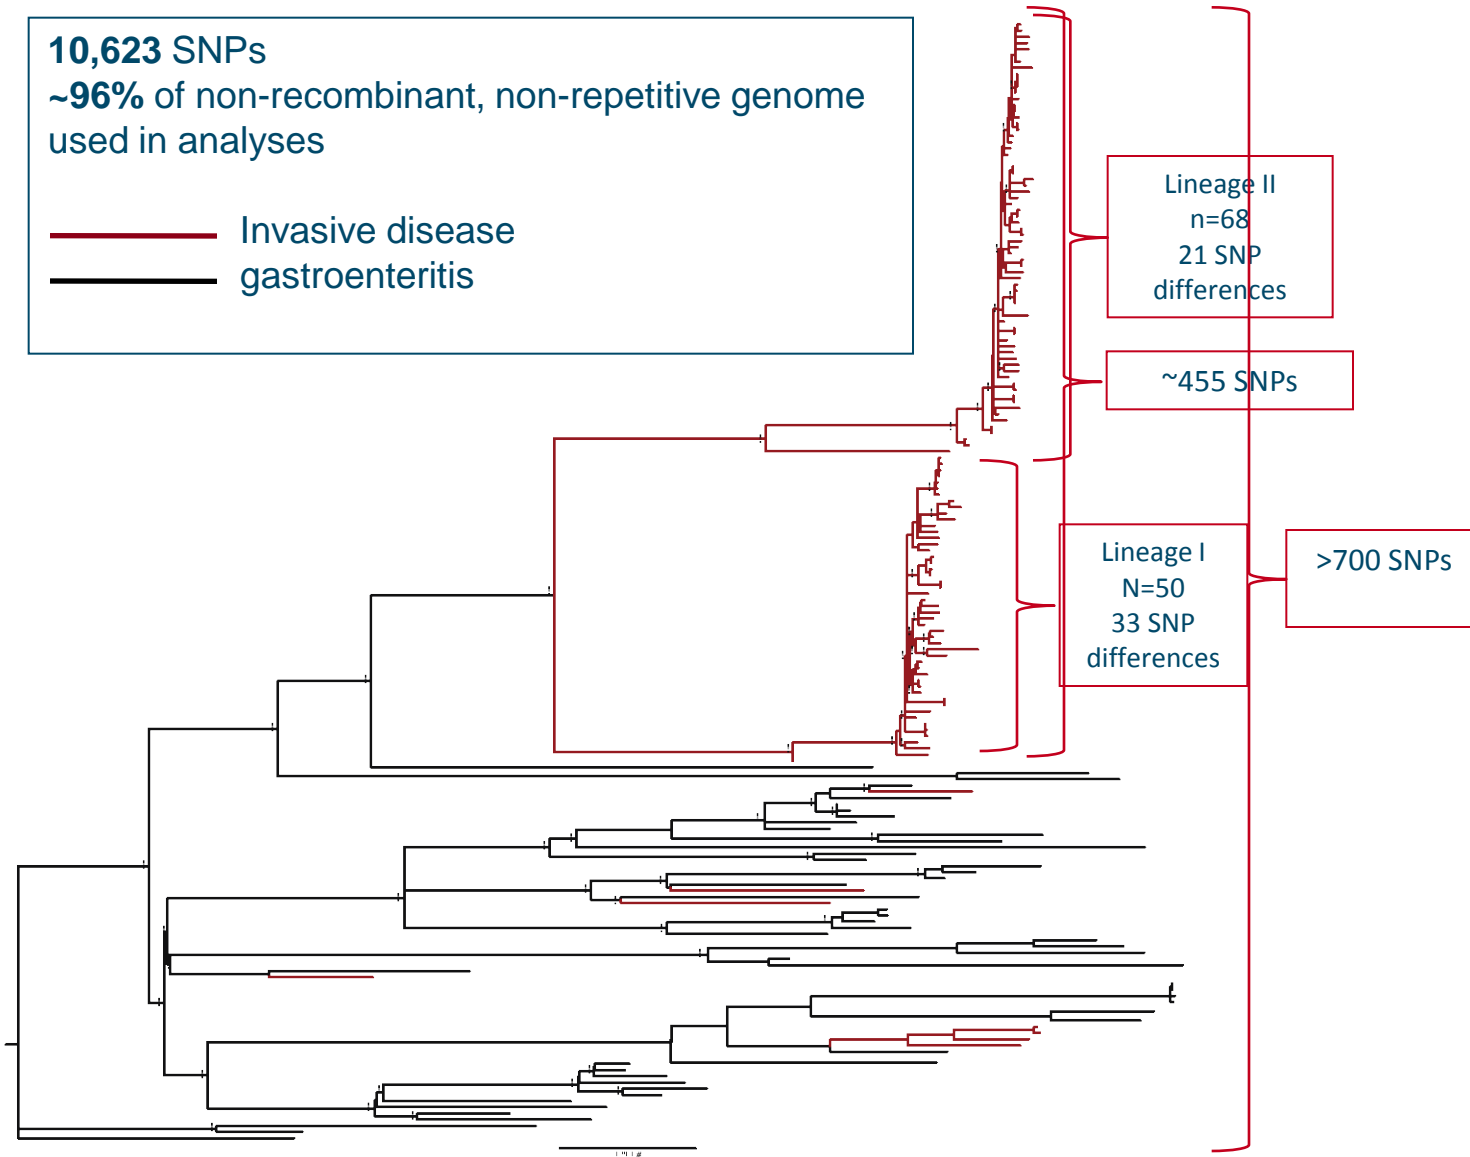 10,623 SNPs
~96% of non-recombinant, non-repetitive genome
used in analyses
Invasive disease
gastroenteritis
Lineage II
n=68
21 SNP
differences
~455 SNPs
Lineage I
N=50
33 SNP
differences
>700 SNPs